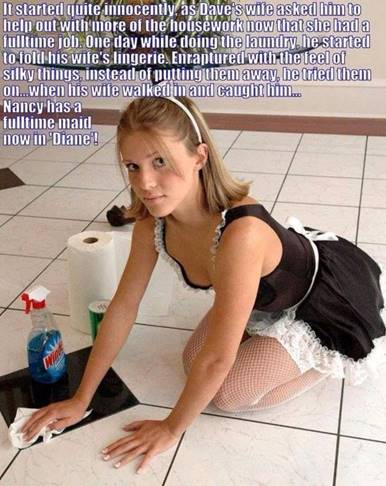 It started quite innocently, as Dave's wife asked him to
help out with more of the housework now that she had a
fulltime job. One day while doing the laundry, he started
to fold his wife's lingerie. Enraptured with the feel of
silky things, instead of putting them away, he tried them
on...when his wife walked in and caught him...
Nancy has a
fulltime maid
now in 'Diane'!
WINDEX